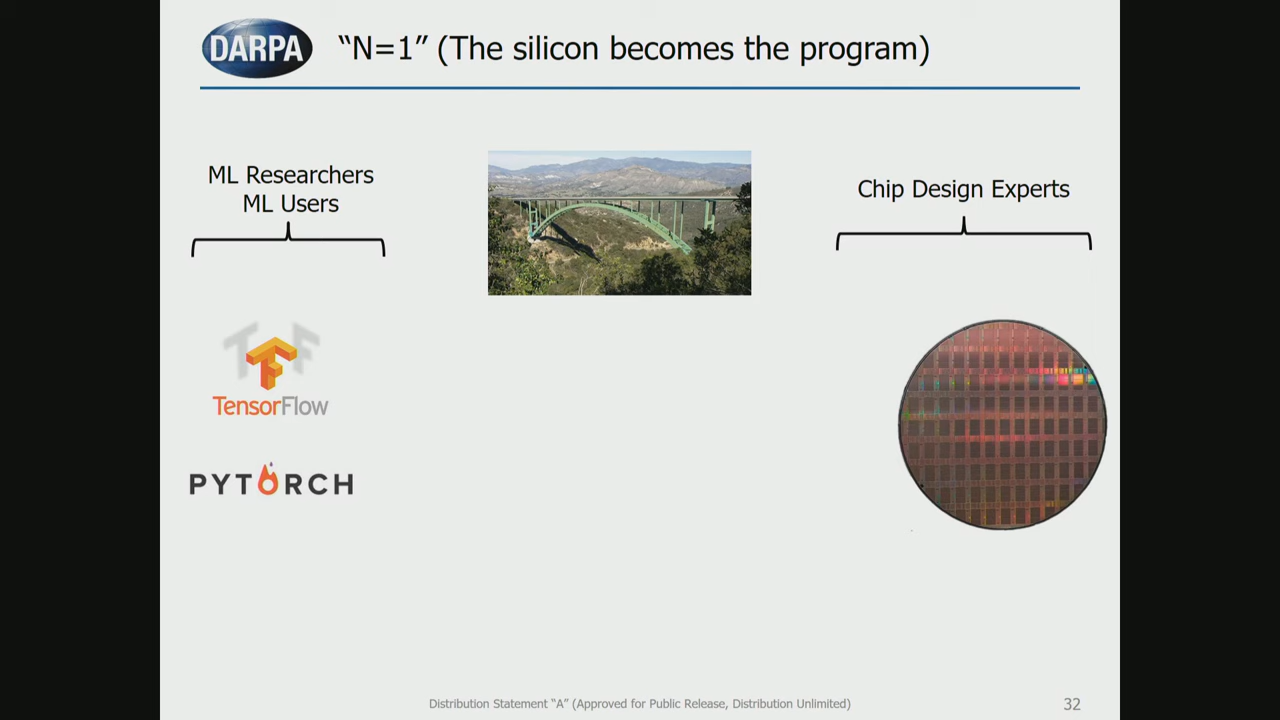 DARPA
“N=1” (The silicon becomes the program)
ML Researchers
ML Users
Chip Design Experts
TensorFlow
PYTORCH
Distribution Statement “A” (Approved for Public Release, Distribution Unlimited)
32